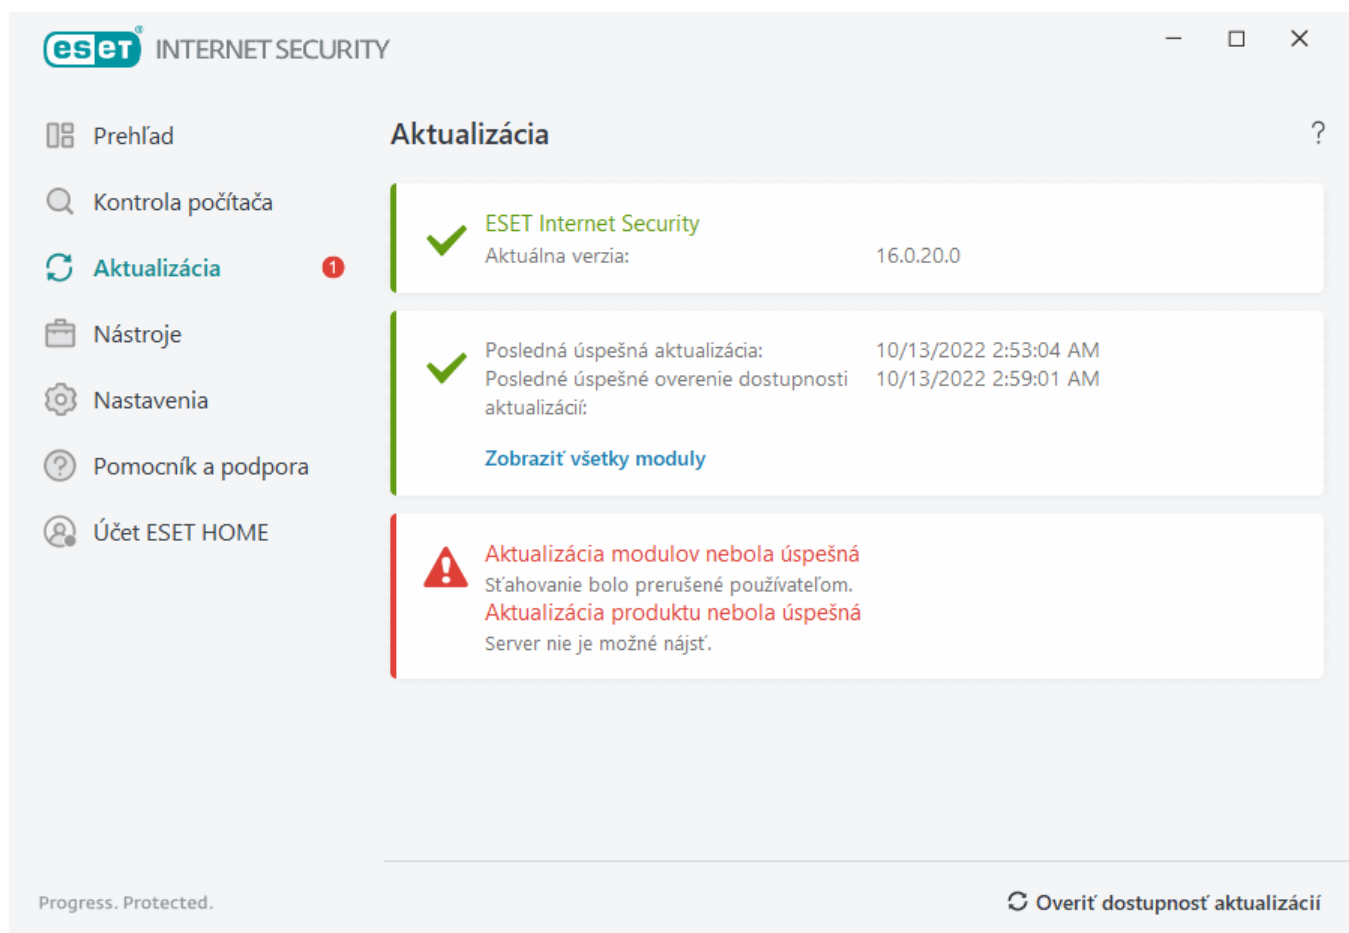 eset® INTERNET SECURITY
Prehľad
Kontrola počítača
Aktualizácia 1
Nástroje
Nastavenia
Pomocník a podpora
Účet ESET HOME
Aktualizácia ?
ESET Internet Security
Aktuálna verzia: 16.0.20.0
Posledná úspešná aktualizácia: 10/13/2022 2:53:04 AM
Posledné úspešné overenie dostupnosti 10/13/2022 2:59:01 AM
aktualizácií:
Zobraziť všetky moduly
Aktualizácia modulov nebola úspešná
Sťahovanie bolo prerušené používateľom.
Aktualizácia produktu nebola úspešná
Server nie je možné nájsť.
Progress. Protected.
Overiť dostupnosť aktualizácií